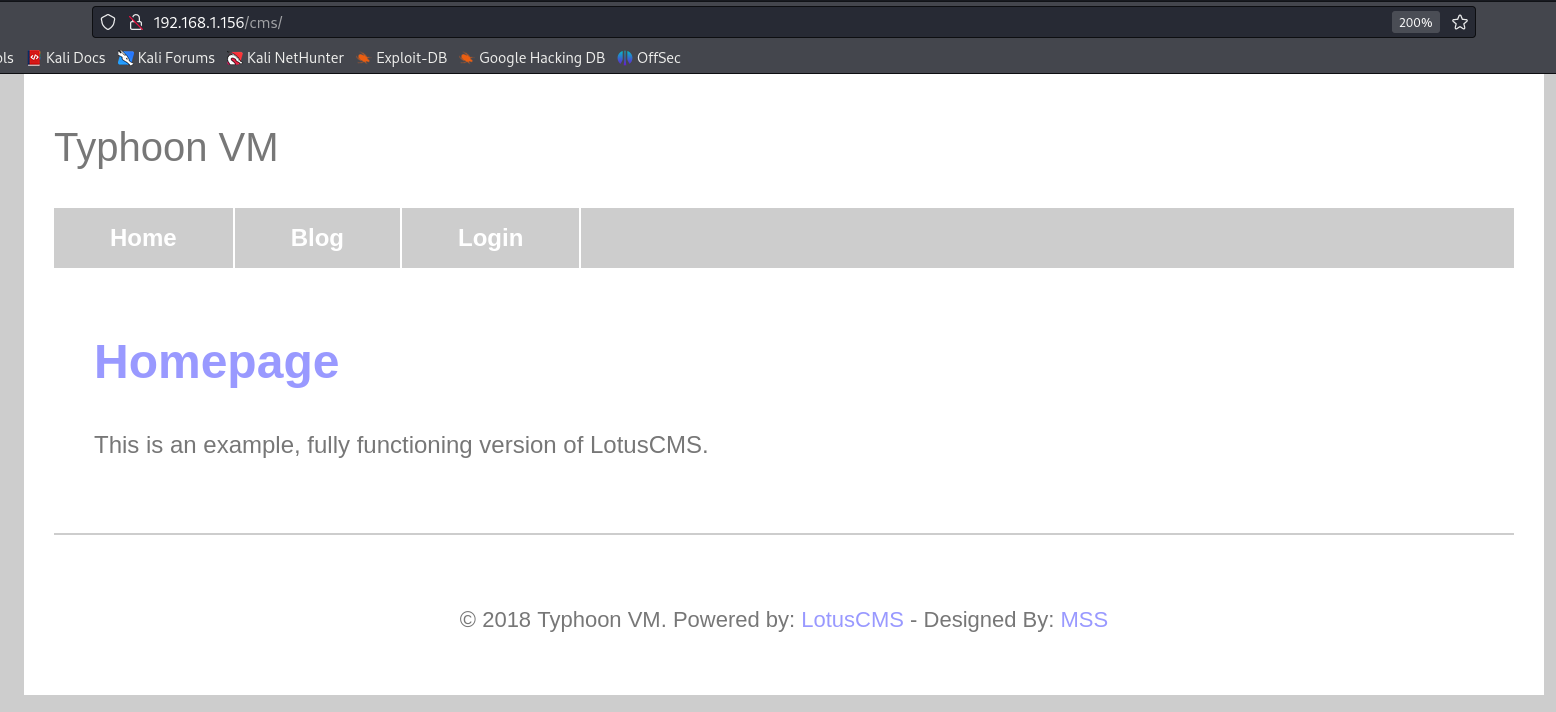 192.168.1.156/cms/ 200%
ols Kali Docs Kali Forums Kali NetHunter Exploit-DB Google Hacking DB OffSec
Typhoon VM
Home Blog Login
Homepage
This is an example, fully functioning version of LotusCMS.
© 2018 Typhoon VM. Powered by: LotusCMS - Designed By: MSS